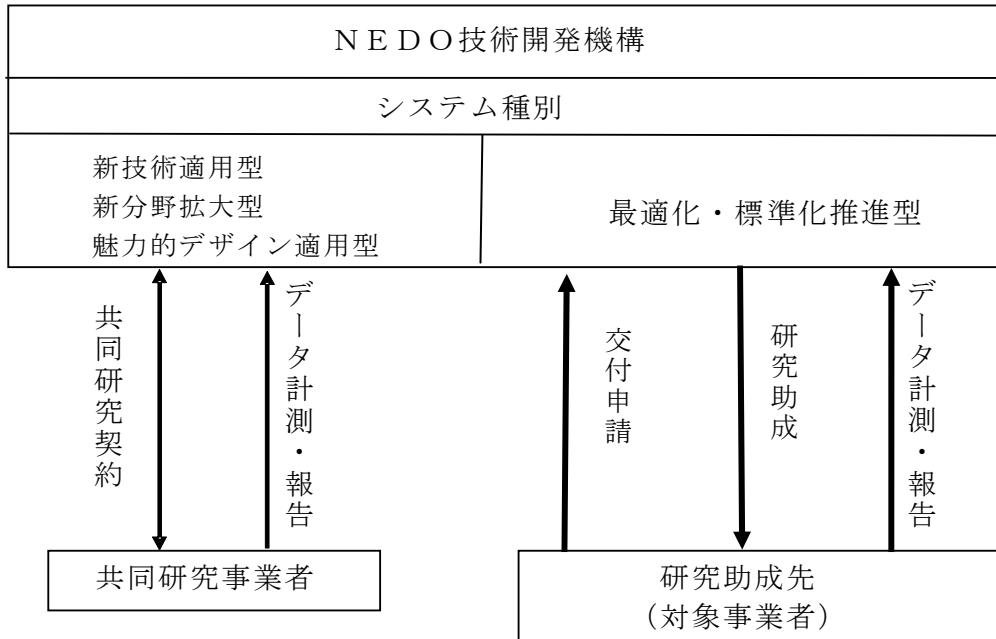 ＮＥＤＯ技術開発機構
システム種別
新技術適用型
新分野拡大型
魅力的デザイン適用型
最適化・標準化推進型
共同研究契約
データ計測・報告
交付申請
研究助成
データ計測・報告
共同研究事業者
研究助成先
（対象事業者）